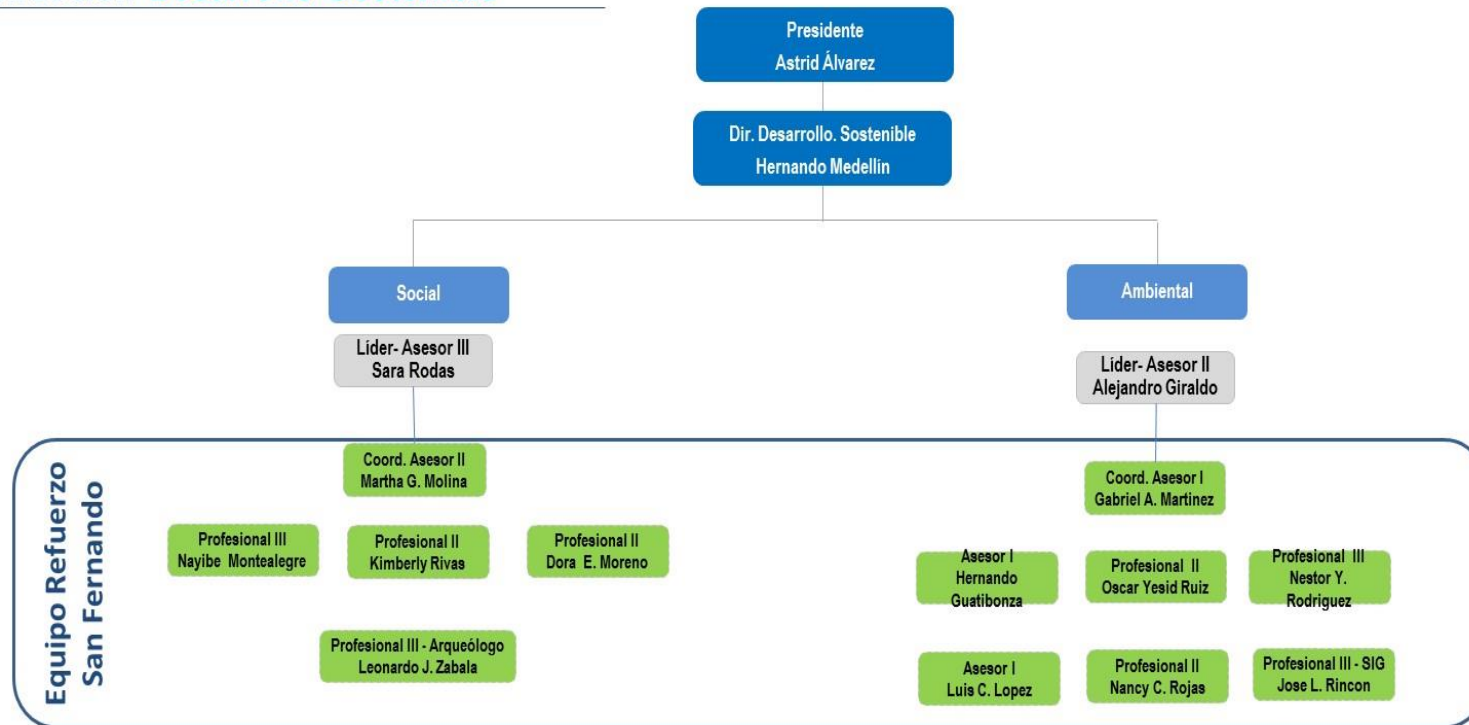 Presidente
Astrid Álvarez
Dir. Desarrollo. Sostenible
Hernando Medellín
Social
Ambiental
Líder- Asesor III
Sara Rodas
Líder- Asesor II
Alejandro Giraldo
Equipo Refuerzo
San Fernando
Coord. Asesor II
Martha G. Molina
Coord. Asesor I
Gabriel A. Martinez
Profesional III
Nayibe Montealegre
Profesional II
Kimberly Rivas
Profesional II
Dora E. Moreno
Asesor I
Hernando
Guatibonza
Profesional II
Oscar Yesid Ruiz
Profesional III
Nestor Y.
Rodriguez
Profesional III - Arqueólogo
Leonardo J. Zabala
Asesor I
Luis C. Lopez
Profesional II
Nancy C. Rojas
Profesional III - SIG
Jose L. Rincon